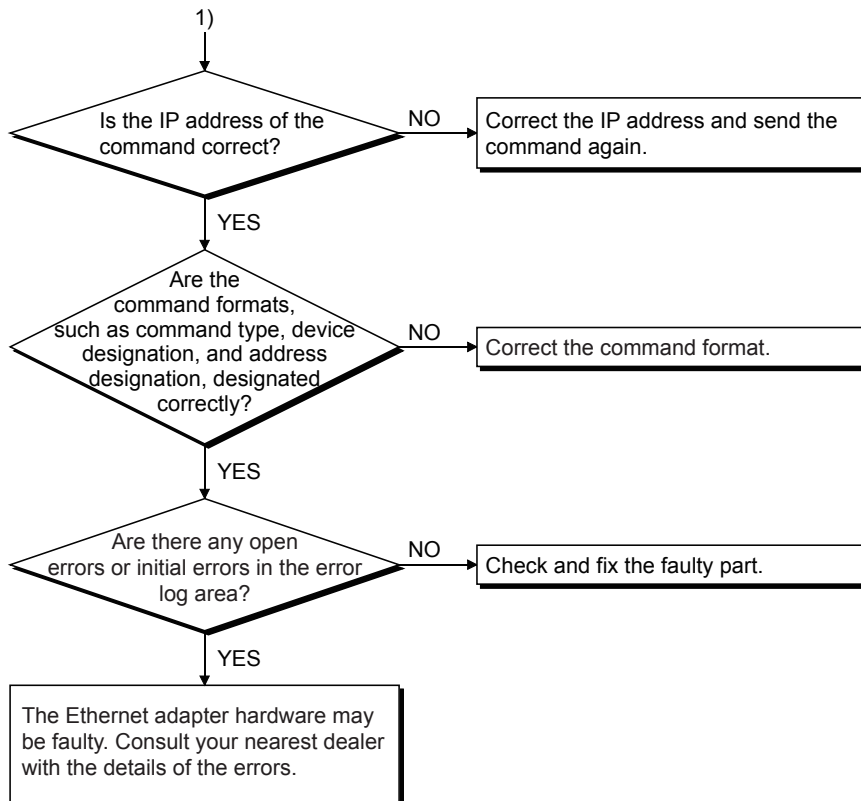 1)
Is the IP address of the
command correct?
NO
Correct the IP address and send the
command again.
YES
Are the
command formats,
such as command type, device
designation, and address
designation, designated
correctly?
NO
Correct the command format.
YES
Are there any open
errors or initial errors in the error
log area?
NO
Check and fix the faulty part.
YES
The Ethernet adapter hardware may
be faulty. Consult your nearest dealer
with the details of the errors.